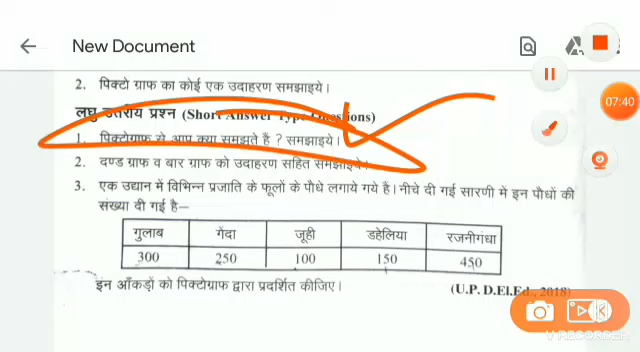 New Document
07:40
2. पिक्टो ग्राफ का कोई एक उदाहरण समझाइये।
लघु उत्तरीय प्रश्न (Short Answer Type Questions)
1. पिक्टोग्राफ से आप क्या समझते है ? समझाइये।
2. दण्ड ग्राफ व बार ग्राफ को उदाहरण सहित समझाइये।
3. एक उद्यान में विभिन्न प्रजाति के फूलों के पौधे लगाये गये है। नीचे दी गई सारणी में इन पौधों की
संख्या दी गई है—
गुलाब गेंदा जूही डहेलिया रजनीगंधा
300 250 100 150 450
इन आँकड़ों को पिक्टोग्राफ द्वारा प्रदर्शित कीजिए।
(U.P. D.El.Ed., 2018)
V RECORDER